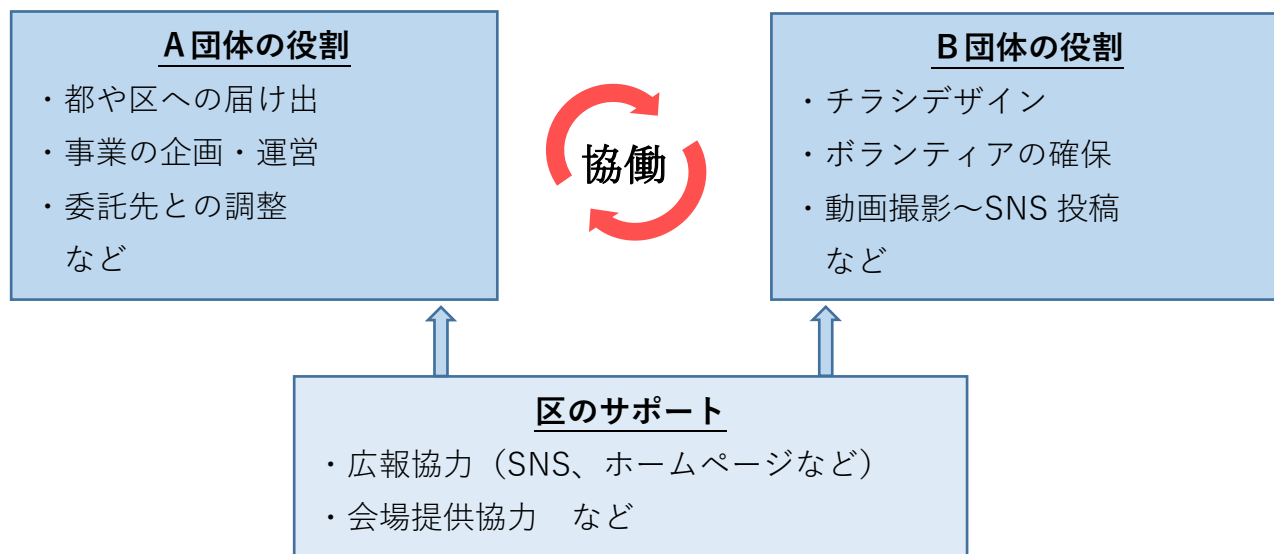 A団体の役割
・都や区への届け出
・事業の企画・運営
・委託先との調整
など
協働
B団体の役割
・チラシデザイン
・ボランティアの確保
・動画撮影～SNS 投稿
など
区のサポート
・広報協力（SNS、ホームページなど）
・会場提供協力　など